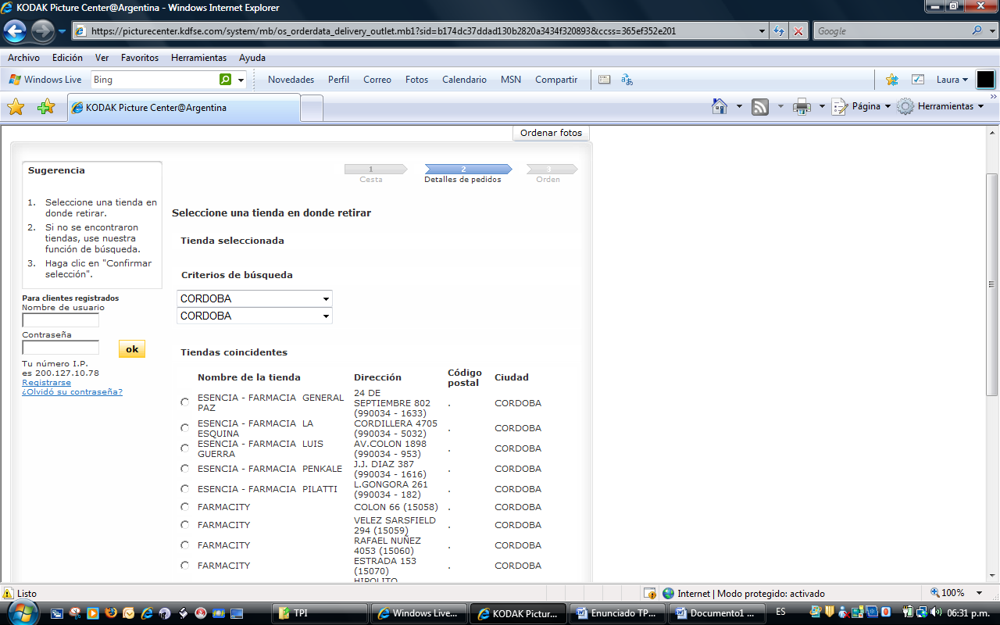 KODAK Picture Center@Argentina - Windows Internet Explorer
https://picturecenter.kdfse.com/system/mb/os_orderdata_delivery_outlet.mb1?sid=b174dc37ddad130b2820a3434f320893&ccss=365ef352e201
Google
Archivo Edición Ver Favoritos Herramientas Ayuda
Windows Live Bing Novedades Perfil Correo Fotos Calendario MSN Compartir Laura
KODAK Picture Center@Argentina Página Herramientas
Ordenar fotos
Sugerencia
1. Seleccione una tienda en
donde retirar.
2. Si no se encontraron
tiendas, use nuestra
función de búsqueda.
3. Haga clic en "Confirmar
selección".
Para clientes registrados
Nombre de usuario
Contraseña
ok
Tu número I.P.
es 200.127.10.78
Registrarse
¿Olvidó su contraseña?
1 2 3
Cesta Detalles de pedidos Orden
Seleccione una tienda en donde retirar
Tienda seleccionada
Criterios de búsqueda
CORDOBA
CORDOBA
Tiendas coincidentes
Nombre de la tienda Dirección Código postal Ciudad
ESENCIA - FARMACIA GENERAL PAZ 24 DE SEPTIEMBRE 802 (990034 - 1633) . CORDOBA
ESENCIA - FARMACIA LA ESQUINA CORDILLERA 4705 (990034 - 5032) . CORDOBA
ESENCIA - FARMACIA LUIS GUERRA AV.COLON 1898 (990034 - 953) . CORDOBA
ESENCIA - FARMACIA PENKALE J.J. DIAZ 387 (990034 - 1616) . CORDOBA
ESENCIA - FARMACIA PILATTI L.GONGORA 261 (990034 - 182) . CORDOBA
FARMACITY COLON 66 (15058) . CORDOBA
FARMACITY VELEZ SARSFIELD 294 (15059) . CORDOBA
FARMACITY RAFAEL NUÑEZ 4053 (15060) . CORDOBA
FARMACITY ESTRADA 153 (15070) . CORDOBA
HIPOLITO
Listo Internet | Modo protegido: activado 100%
TPI Windows Live... KODAK Pictur... Enunciado TP... Documento1 ... ES 06:31 p.m.